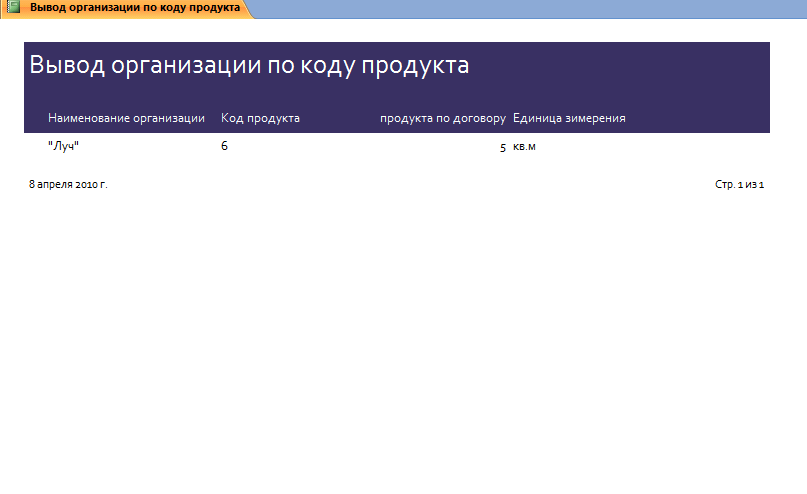 Вывод организации по коду продукта
Вывод организации по коду продукта
Наименование организации Код продукта продукта по договору Единица зимерения
"Луч" 6 5 кв.м
8 апреля 2010 г. Стр. 1 из 1